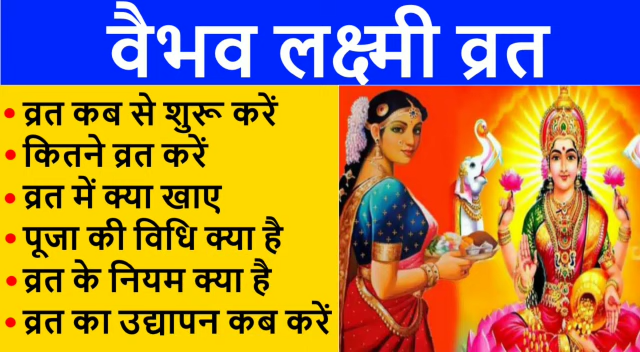 वैभव लक्ष्मी व्रत
• व्रत कब से शुरू करें
• कितने व्रत करें
• व्रत में क्या खाए
• पूजा की विधि क्या है
• व्रत के नियम क्या है
• व्रत का उद्यापन कब करें